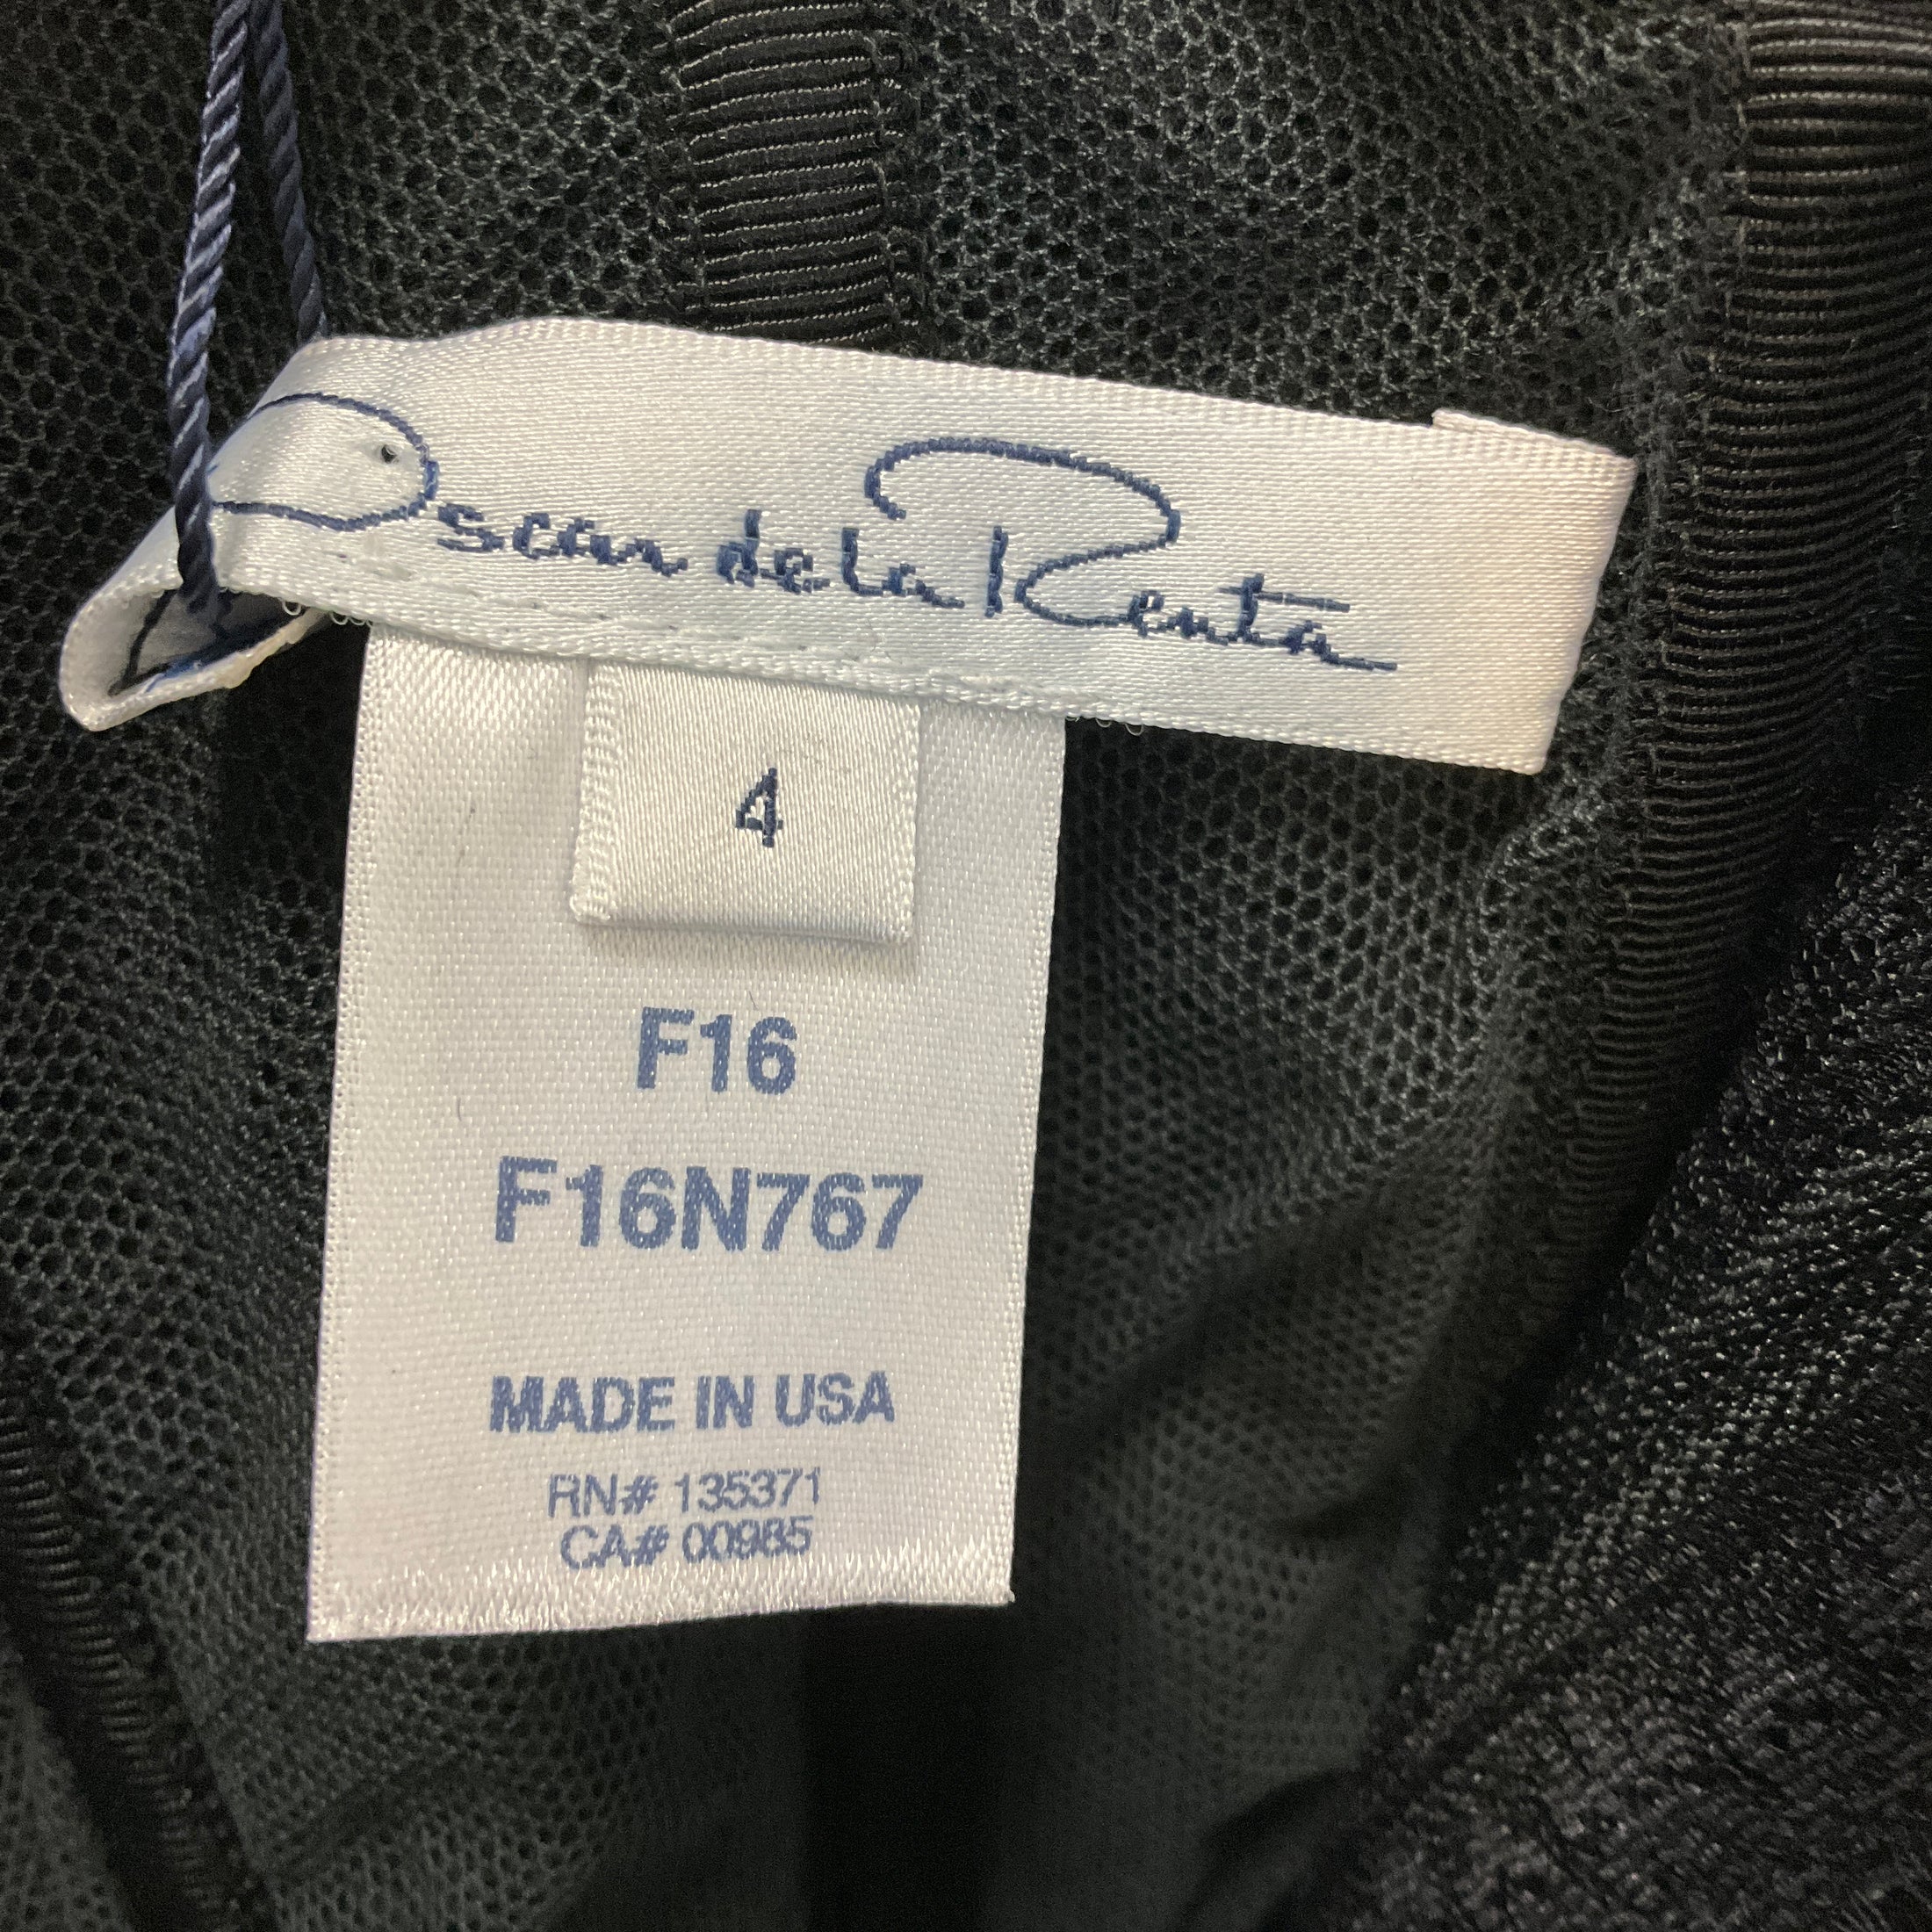 Oscar de la Renta
4
F16
F16N767
MADE IN USA
RN# 135371
CA# 00985